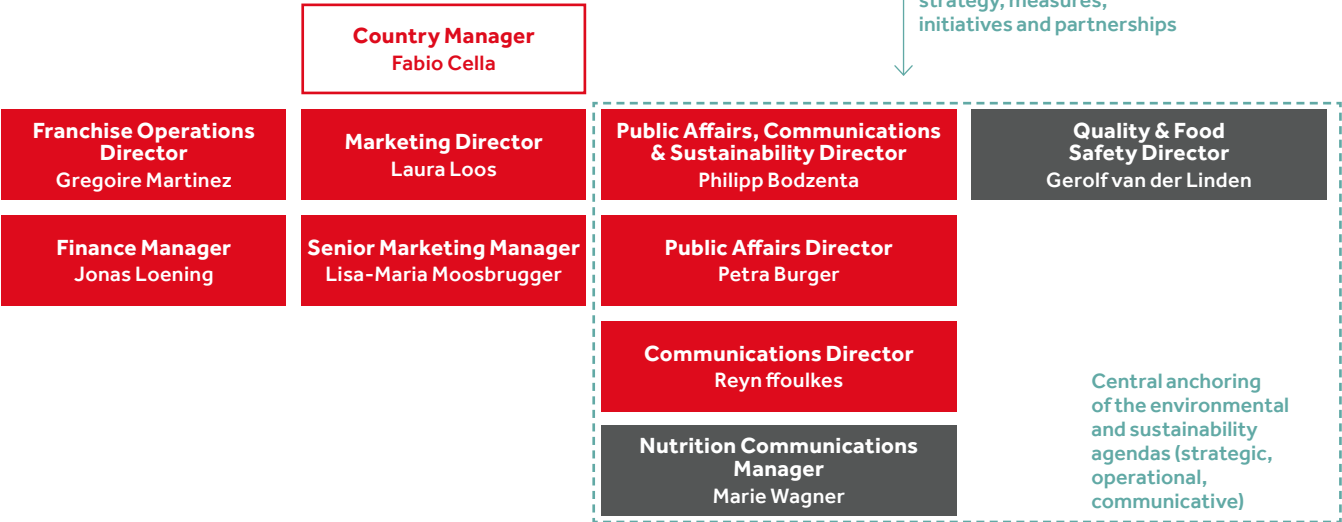 strategy, measures,
initiatives and partnerships
Country Manager
Fabio Cella
Franchise Operations
Director
Gregoire Martinez
Marketing Director
Laura Loos
Public Affairs, Communications
& Sustainability Director
Philipp Bodzenta
Quality & Food
Safety Director
Gerolf van der Linden
Finance Manager
Jonas Loening
Senior Marketing Manager
Lisa-Maria Moosbrugger
Public Affairs Director
Petra Burger
Communications Director
Reyn ffoulkes
Nutrition Communications
Manager
Marie Wagner
Central anchoring
of the environmental
and sustainability
agendas (strategic,
operational,
communicative)